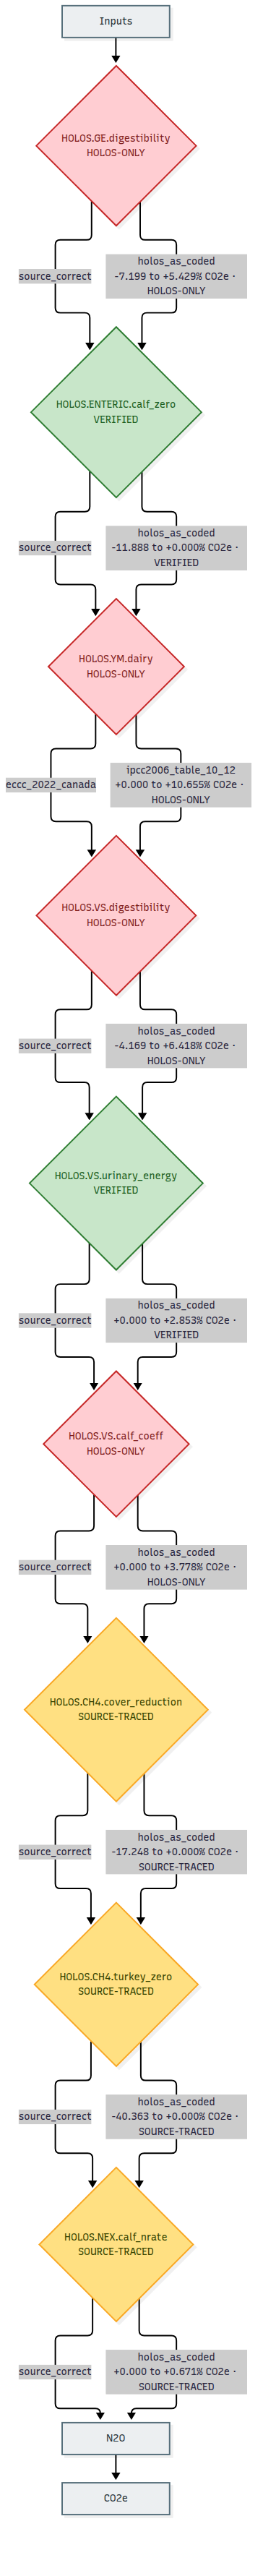 Inputs
HOLOS.GE.digestibility
HOLOS-ONLY
source_correct
holos_as_coded
-7.199 to +5.429% CO2e ·
HOLOS-ONLY
HOLOS.ENTERIC.calf_zero
VERIFIED
source_correct
holos_as_coded
-11.888 to +0.000% CO2e ·
VERIFIED
HOLOS.YM.dairy
HOLOS-ONLY
eccc_2022_canada
ipcc2006_table_10_12
+0.000 to +10.655% CO2e ·
HOLOS-ONLY
HOLOS.VS.digestibility
HOLOS-ONLY
source_correct
holos_as_coded
-4.169 to +6.418% CO2e ·
HOLOS-ONLY
HOLOS.VS.urinary_energy
VERIFIED
source_correct
holos_as_coded
+0.000 to +2.853% CO2e ·
VERIFIED
HOLOS.VS.calf_coeff
HOLOS-ONLY
source_correct
holos_as_coded
+0.000 to +3.778% CO2e ·
HOLOS-ONLY
HOLOS.CH4.cover_reduction
SOURCE-TRACED
source_correct
holos_as_coded
-17.248 to +0.000% CO2e ·
SOURCE-TRACED
HOLOS.CH4.turkey_zero
SOURCE-TRACED
source_correct
holos_as_coded
-40.363 to +0.000% CO2e ·
SOURCE-TRACED
HOLOS.NEX.calf_nrate
SOURCE-TRACED
source_correct
holos_as_coded
+0.000 to +0.671% CO2e ·
SOURCE-TRACED
N2O
CO2e